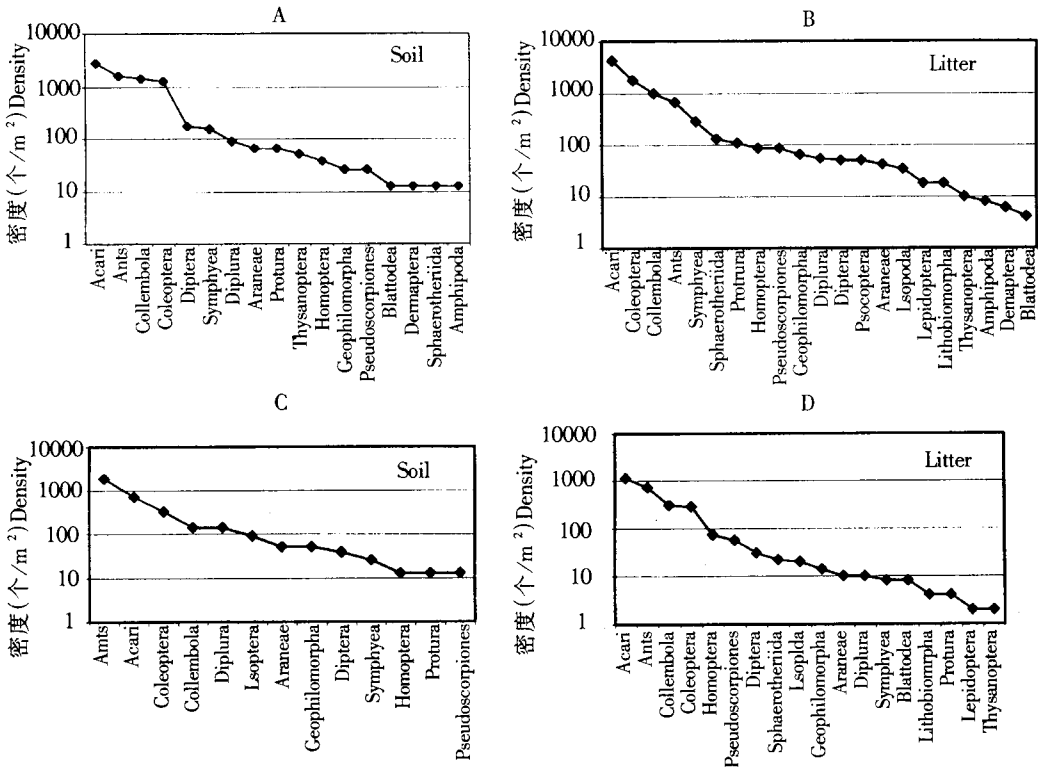 A
密度(个/m²)Density
10000
1000
100
10
1
Soil
Acari
Ants
Collembola
Coleoptera
Diptera
Symphyea
Diplura
Araneae
Protura
Thysanoptera
Homoptera
Geophilomorpha
Pseudoscorpiones
Blattodea
Dermaptera
Sphaerotheriida
Amphipoda
B
密度(个/m²)Density
10000
1000
100
10
1
Litter
Acari
Coleoptera
Collembola
Ants
Symphyea
Sphaerotheriida
Protrura
Homoptera
Pseudoscorpiones
Geophilomorpha
Diplura
Diptera
Psocoptera
Araneae
Lsopoda
Lepidoptera
Lithobiomorpha
Thysanoptera
Amphipoda
Demaptera
Blattodea
C
密度(个/m²)Density
10000
1000
100
10
1
Soil
Ants
Acari
Coleoptera
Collembola
Diplura
Lsoptera
Araneae
Geophilomorpha
Diptera
Symphyea
Homoptera
Protura
Pseudoscorpiones
D
密度(个/m²)Density
10000
1000
100
10
1
Litter
Acari
Ants
Collembola
Coleoptera
Homoptera
Pseudoscorpiones
Diptera
Sphaerotheriida
Lsoplda
Geophilomorpha
Araneae
Diplura
Symphyea
Blattodea
Lithobiomrpha
Protura
Lepidoptera
Thysanoptera